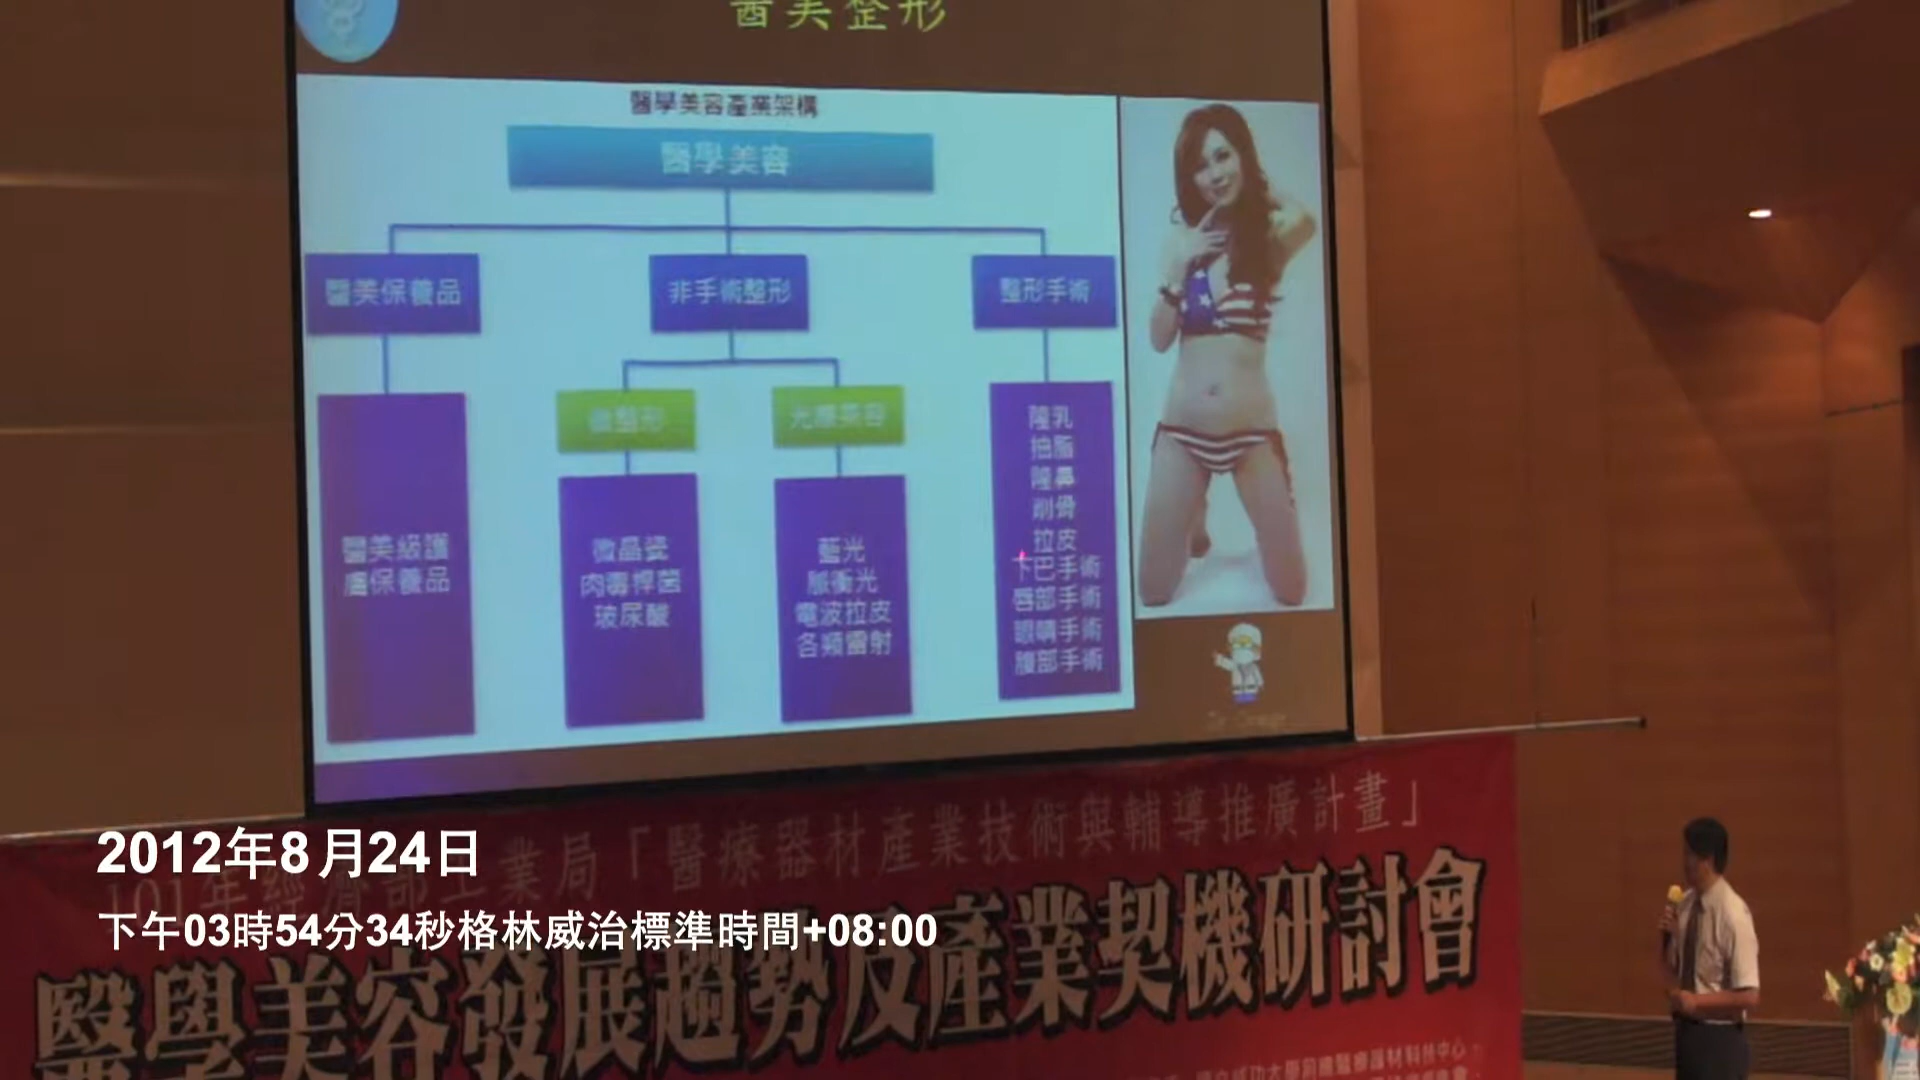 醫美整形
醫學美容產業架構
醫學美容
醫美保養品
非手術整形
整形手術
微整形
光療美容
醫美級護
膚保養品
微晶瓷
肉毒桿菌
玻尿酸
藍光
脈衝光
電波拉皮
各類雷射
隆乳
抽脂
隆鼻
削骨
拉皮
下巴手術
唇部手術
眼睛手術
腹部手術
101年經濟部工業局「醫療器材產業技術與輔導推廣計畫」
2012年8月24日
下午03時54分34秒格林威治標準時間+08:00
醫學美容發展趨勢及產業契機研討會